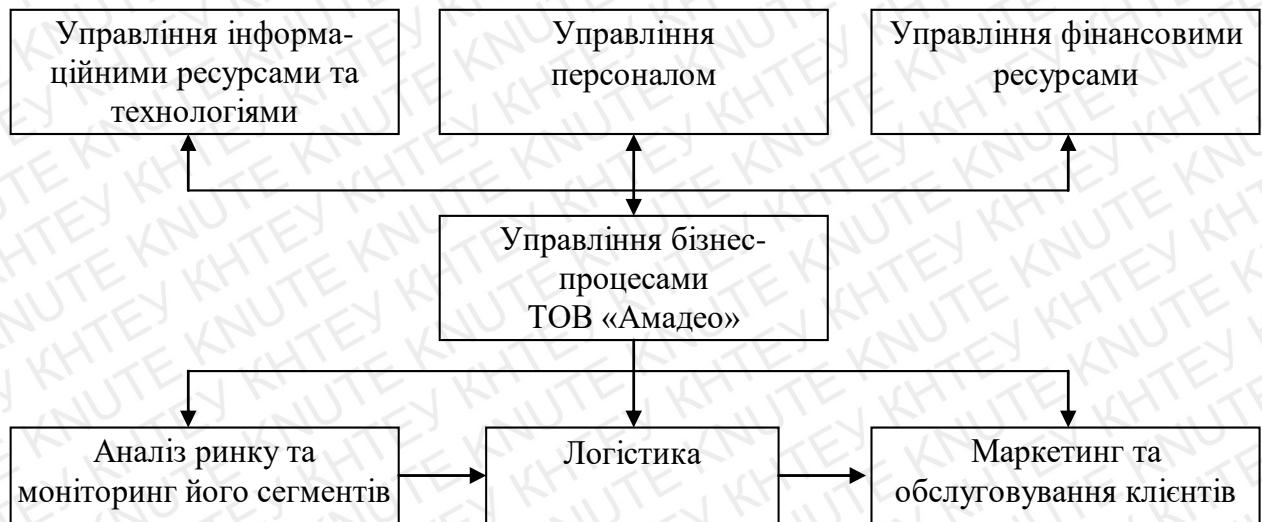 Управління інформа-
ційними ресурсами та
технологіями
Управління
персоналом
Управління фінансовими
ресурсами
Управління бізнес-
процесами
ТОВ «Амадео»
Аналіз ринку та
моніторинг його сегментів
Логістика
Маркетинг та
обслуговування клієнтів